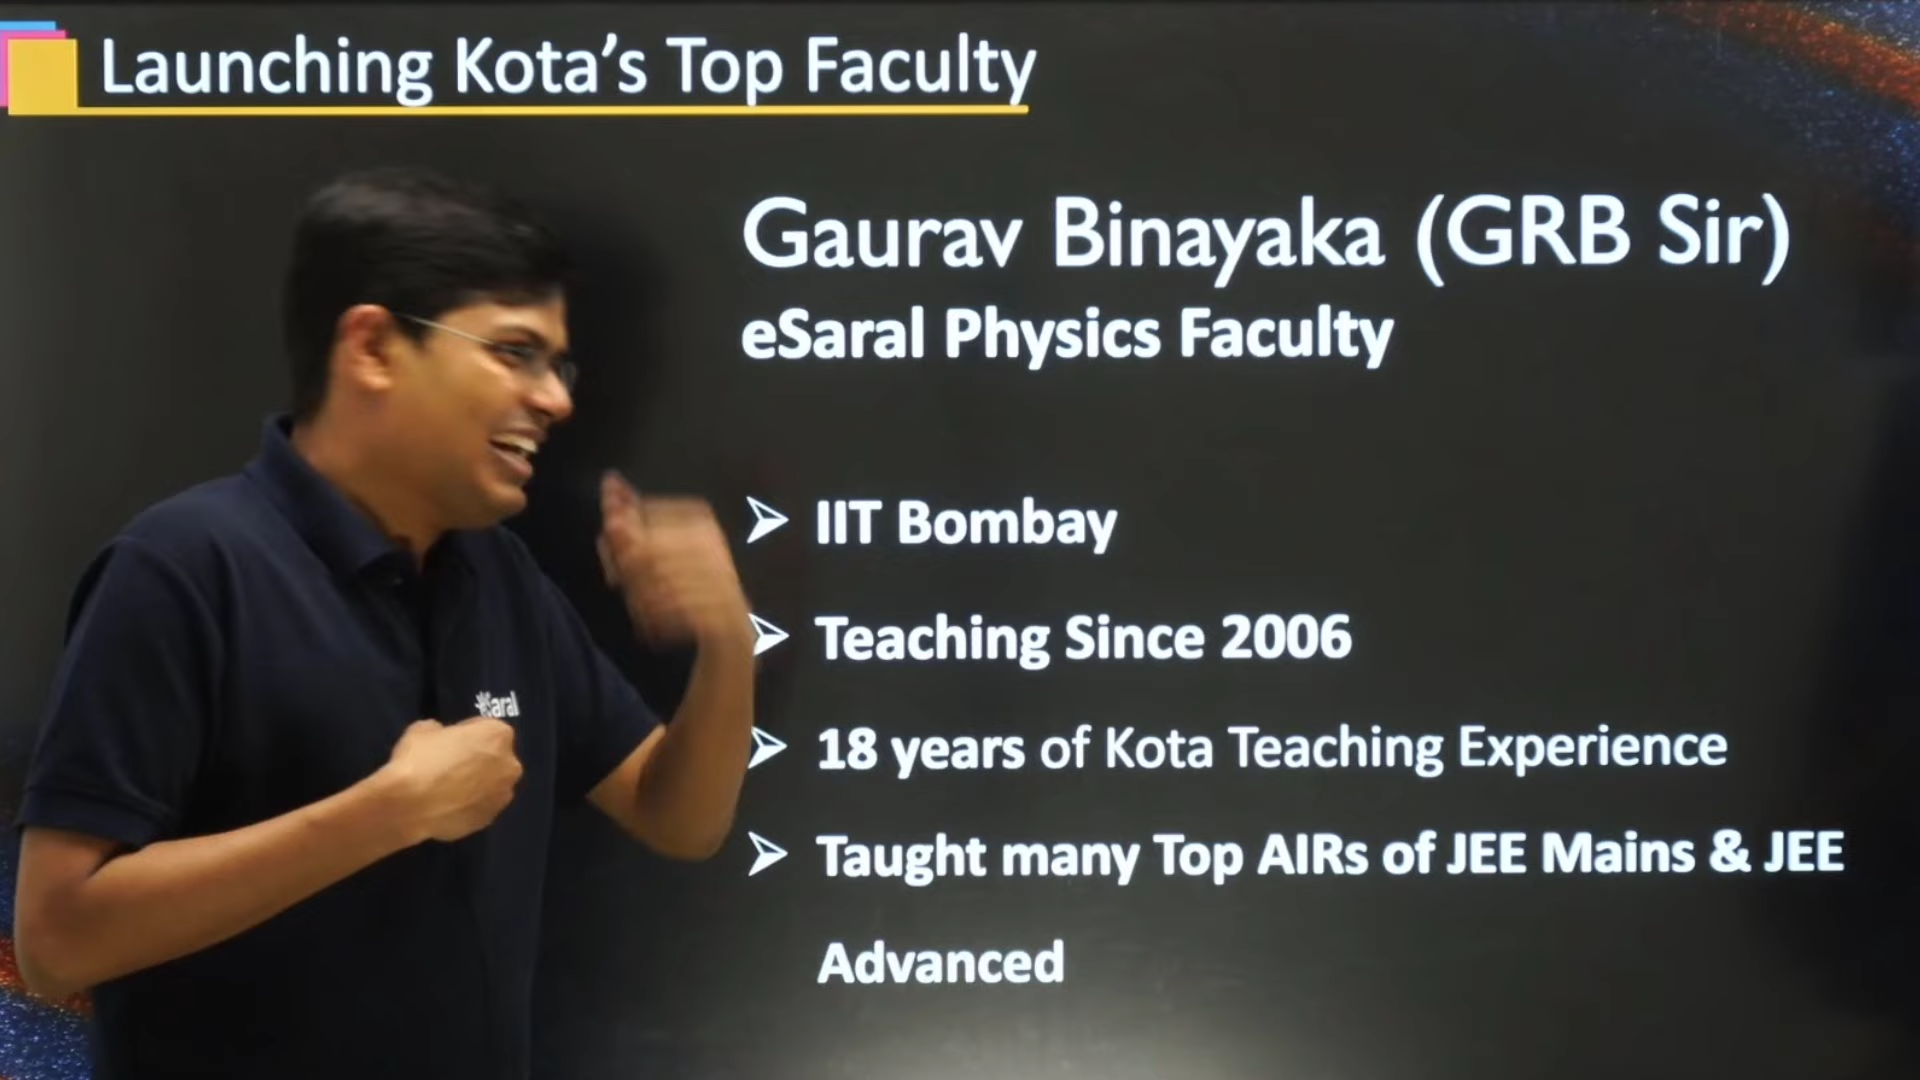 Launching Kota's Top Faculty
Gaurav Binayaka (GRB Sir)
eSaral Physics Faculty
➢ IIT Bombay
➢ Teaching Since 2006
➢ 18 years of Kota Teaching Experience
➢ Taught many Top AIRs of JEE Mains & JEE
Advanced
eSaral